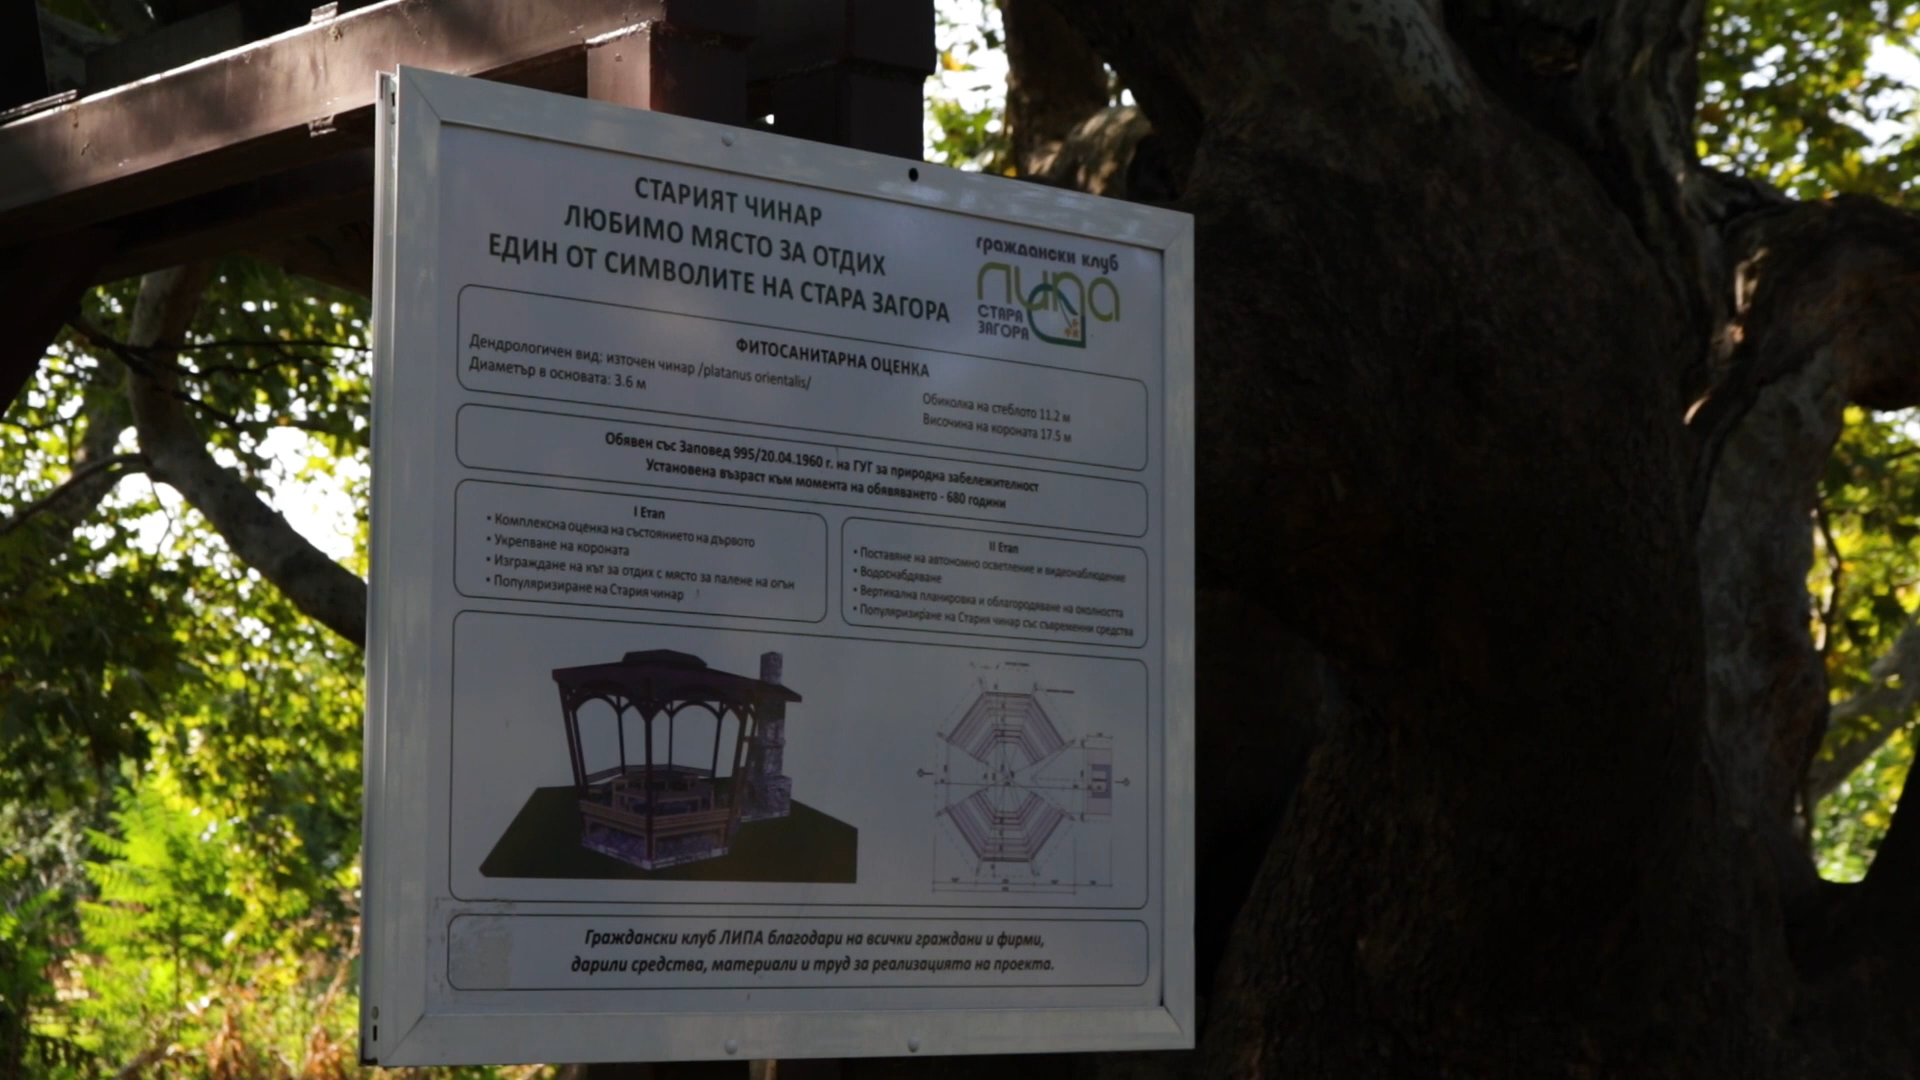 СТАРИЯТ ЧИНАР
ЛЮБИМО МЯСТО ЗА ОТДИХ
ЕДИН ОТ СИМВОЛИТЕ НА СТАРА ЗАГОРА
граждански клуб
липа
СТАРА
ЗАГОРА
ФИТОСАНИТАРНА ОЦЕНКА
Дендрологичен вид: източен чинар /platanus orientalis/
Диаметър в основата: 3.6 м
Обиколка на стеблото 11.2 м
Височина на короната 17.5 м
Обявен със Заповед 995/20.04.1960 г. на ГУГ за природна забележителност
Установена възраст към момента на обявяването - 680 години
I Етап
• Комплексна оценка на състоянието на дървото
• Укрепване на короната
• Изграждане на кът за отдих с място за палене на огън
• Популяризиране на Стария чинар
II Етап
• Поставяне на автономно осветление и видеонаблюдение
• Водоснабдяване
• Вертикална планировка и облагородяване на околността
• Популяризиране на Стария чинар със съвременни средства
Граждански клуб ЛИПА благодари на всички граждани и фирми,
дарили средства, материали и труд за реализацията на проекта.